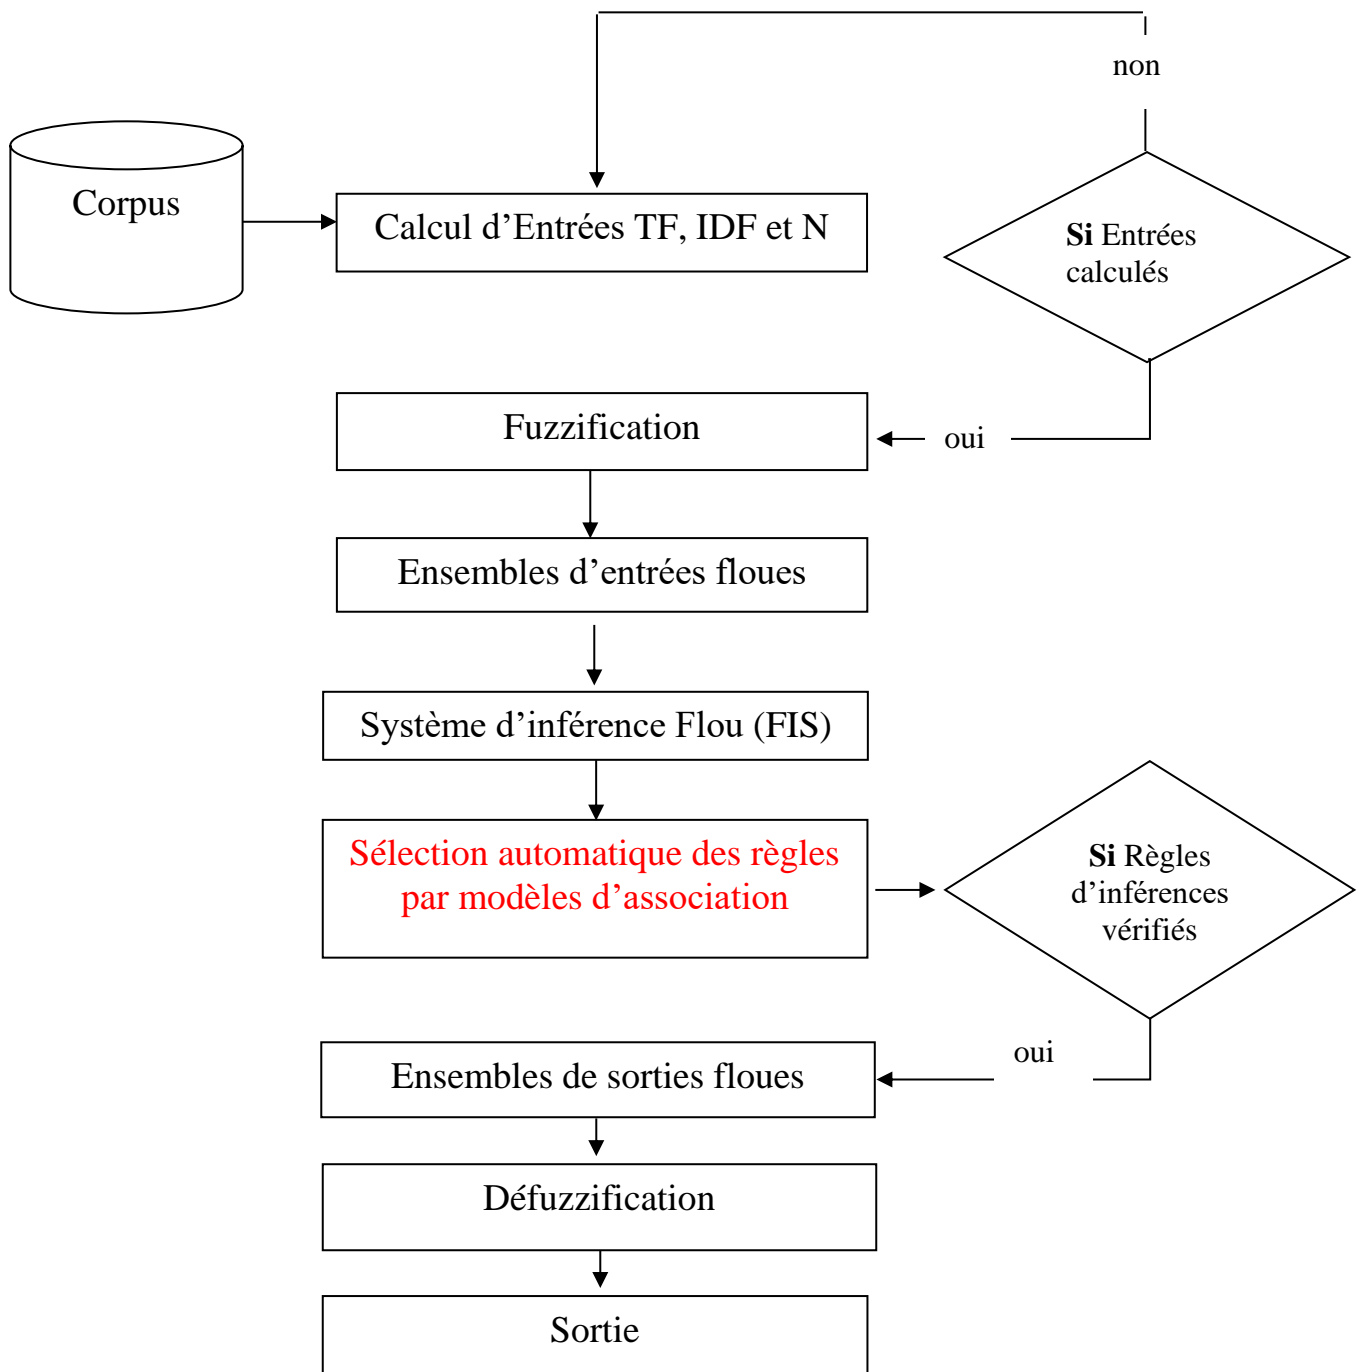 non
Corpus
Calcul d’Entrées TF, IDF et N
Si Entrées
calculés
Fuzzification
oui
Ensembles d’entrées floues
Système d’inférence Flou (FIS)
Sélection automatique des règles
par modèles d’association
Si Règles
d’inférences
vérifiés
oui
Ensembles de sorties floues
Défuzzification
Sortie